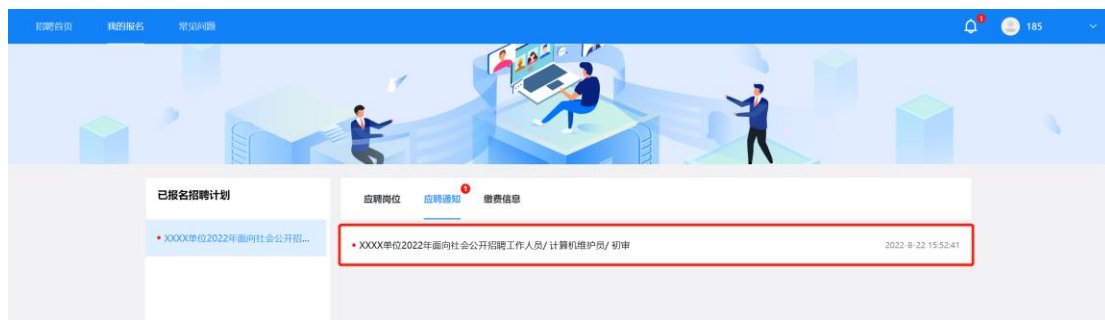 招聘首页 我的报名 常见问题 1 185
已报名招聘计划
应聘岗位 应聘通知 1 缴费信息
• XXXX单位2022年面向社会公开招...
• XXXX单位2022年面向社会公开招聘工作人员/ 计算机维护员/ 初审 2022-8-22 15:52:41